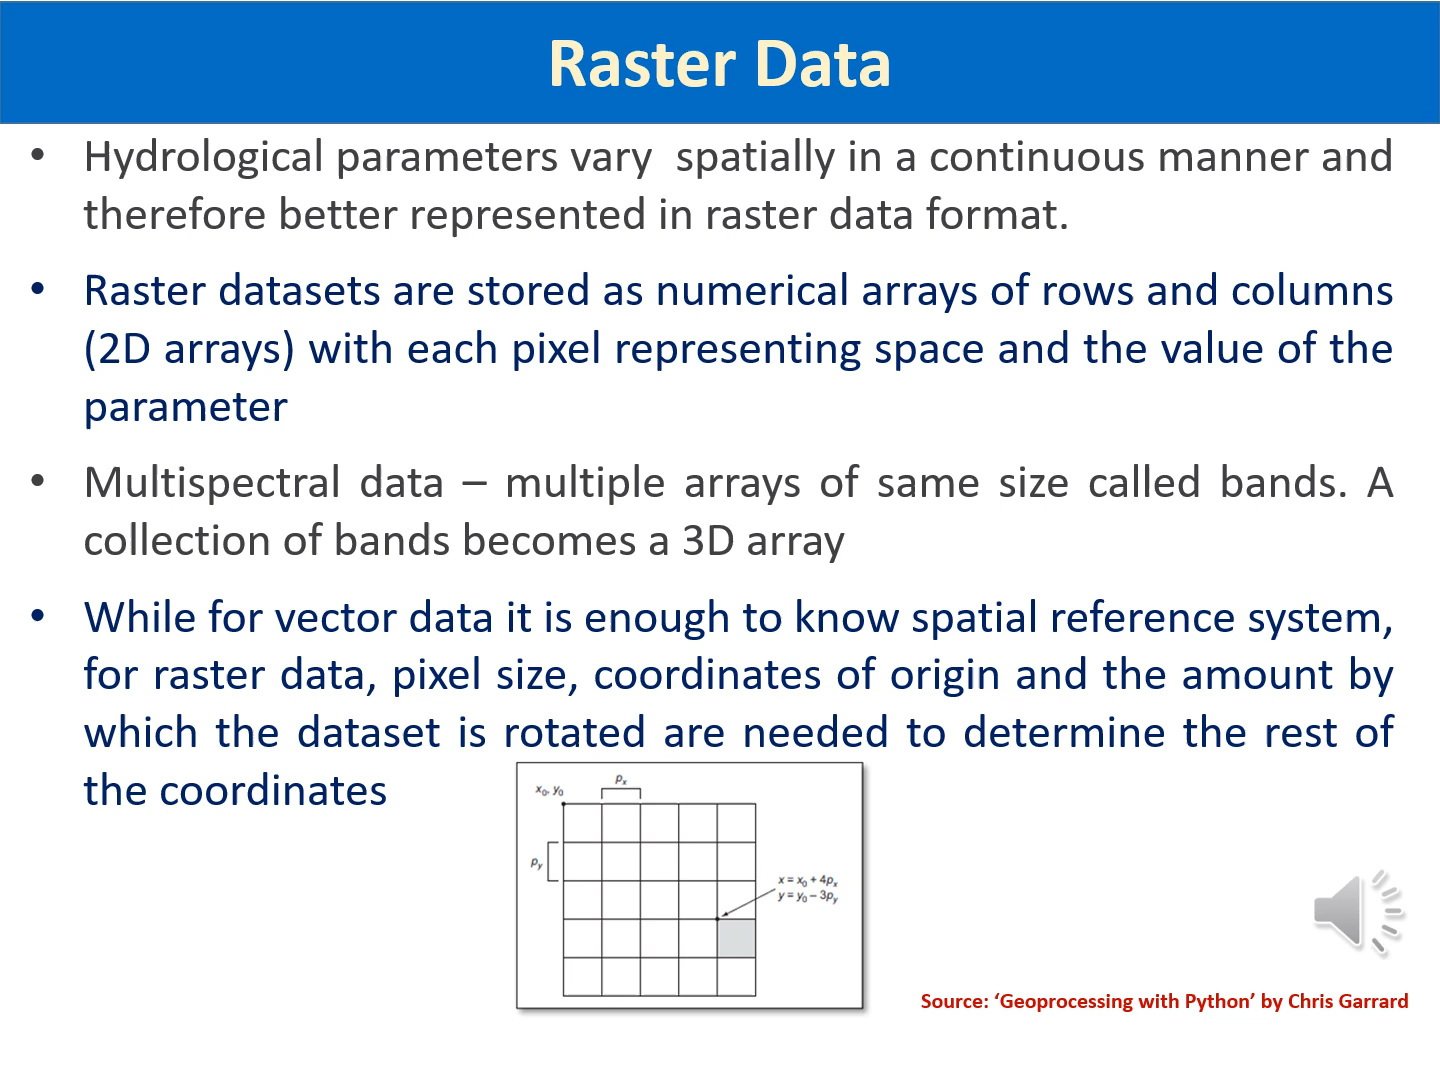 Raster Data
• Hydrological parameters vary  spatially in a continuous manner and
therefore better represented in raster data format.
• Raster datasets are stored as numerical arrays of rows and columns
(2D arrays) with each pixel representing space and the value of the
parameter
• Multispectral data – multiple arrays of same size called bands. A
collection of bands becomes a 3D array
• While for vector data it is enough to know spatial reference system,
for raster data, pixel size, coordinates of origin and the amount by
which the dataset is rotated are needed to determine the rest of
the coordinates
pₓ
x₀, y₀
p_y
x = x₀ + 4pₓ
y = y₀ – 3p_y
Source: ‘Geoprocessing with Python’ by Chris Garrard